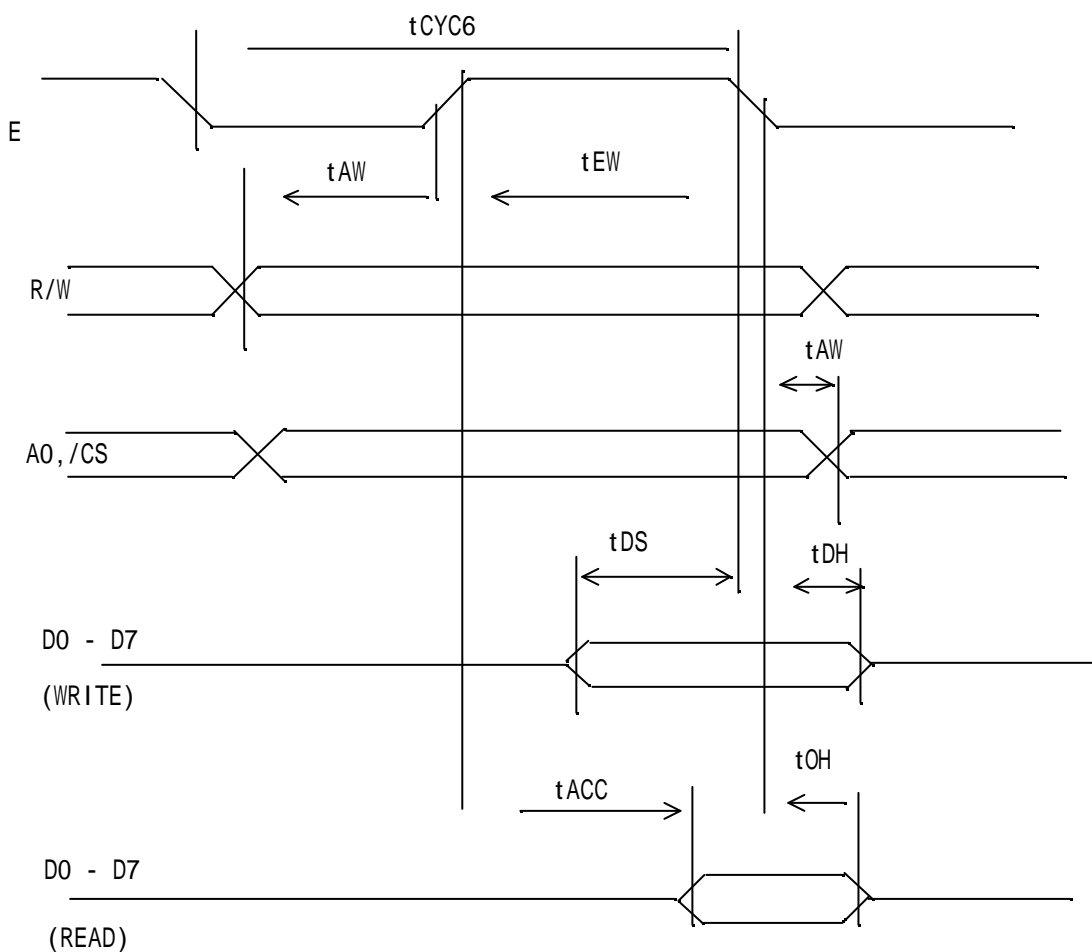 tCYC6
E
tAW
tEW
R/W
tAW
A0,/CS
tDS
tDH
D0 - D7
(WRITE)
tOH
tACC
D0 - D7
(READ)